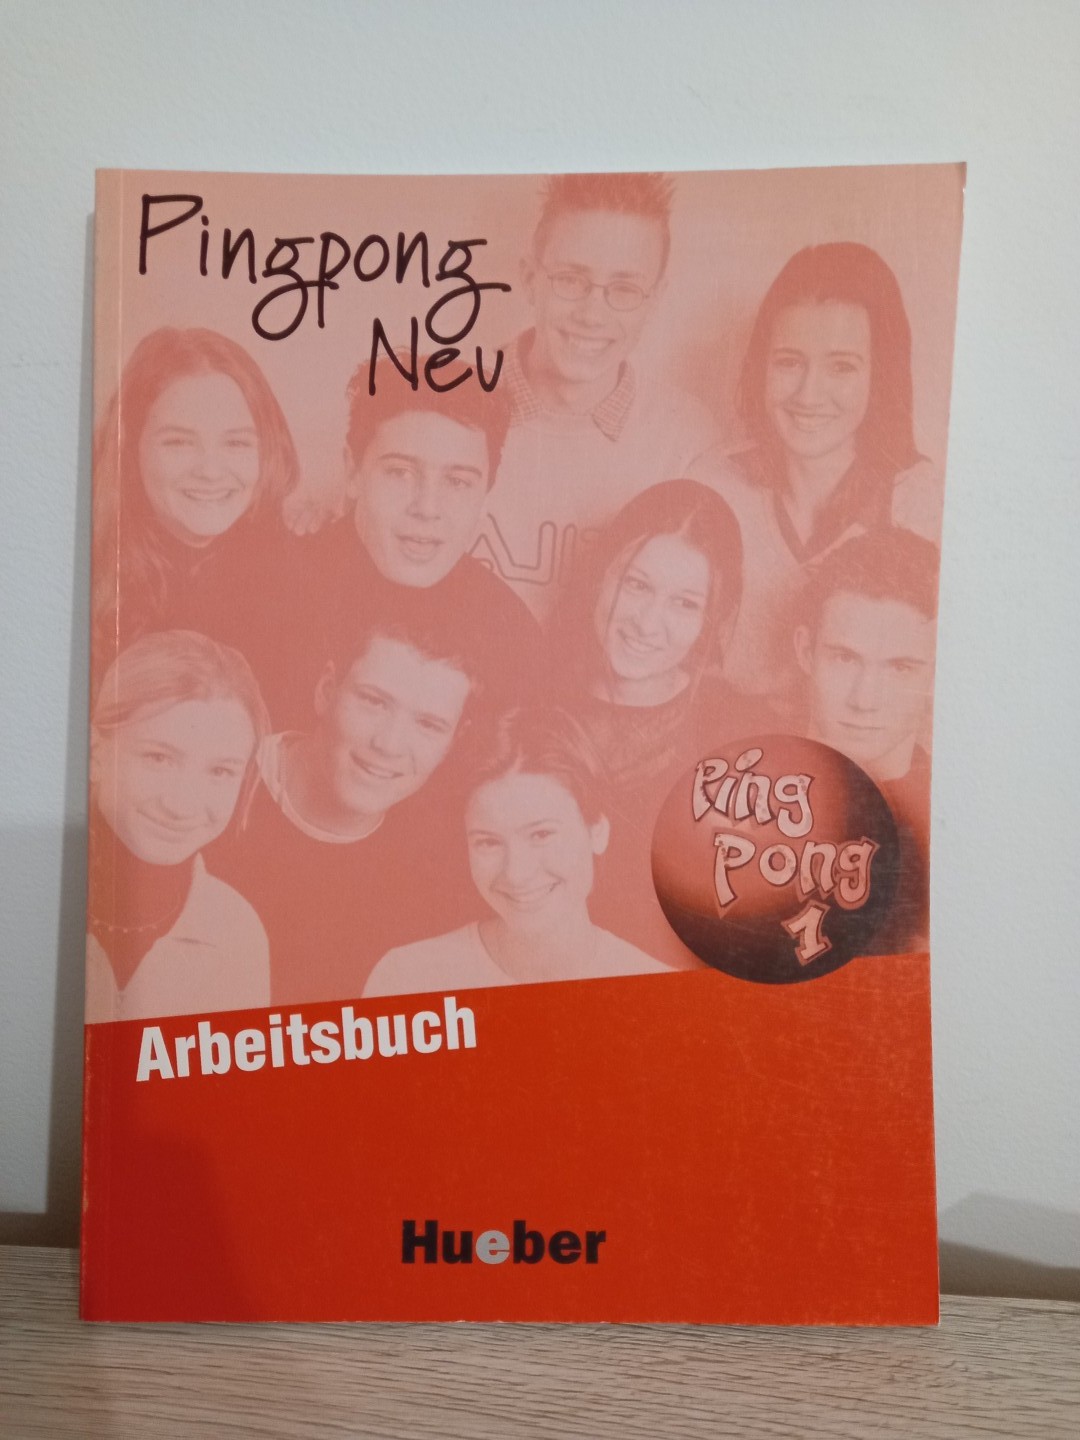 Pingpong
Neu
Ping
Pong
1
Arbeitsbuch
Hueber